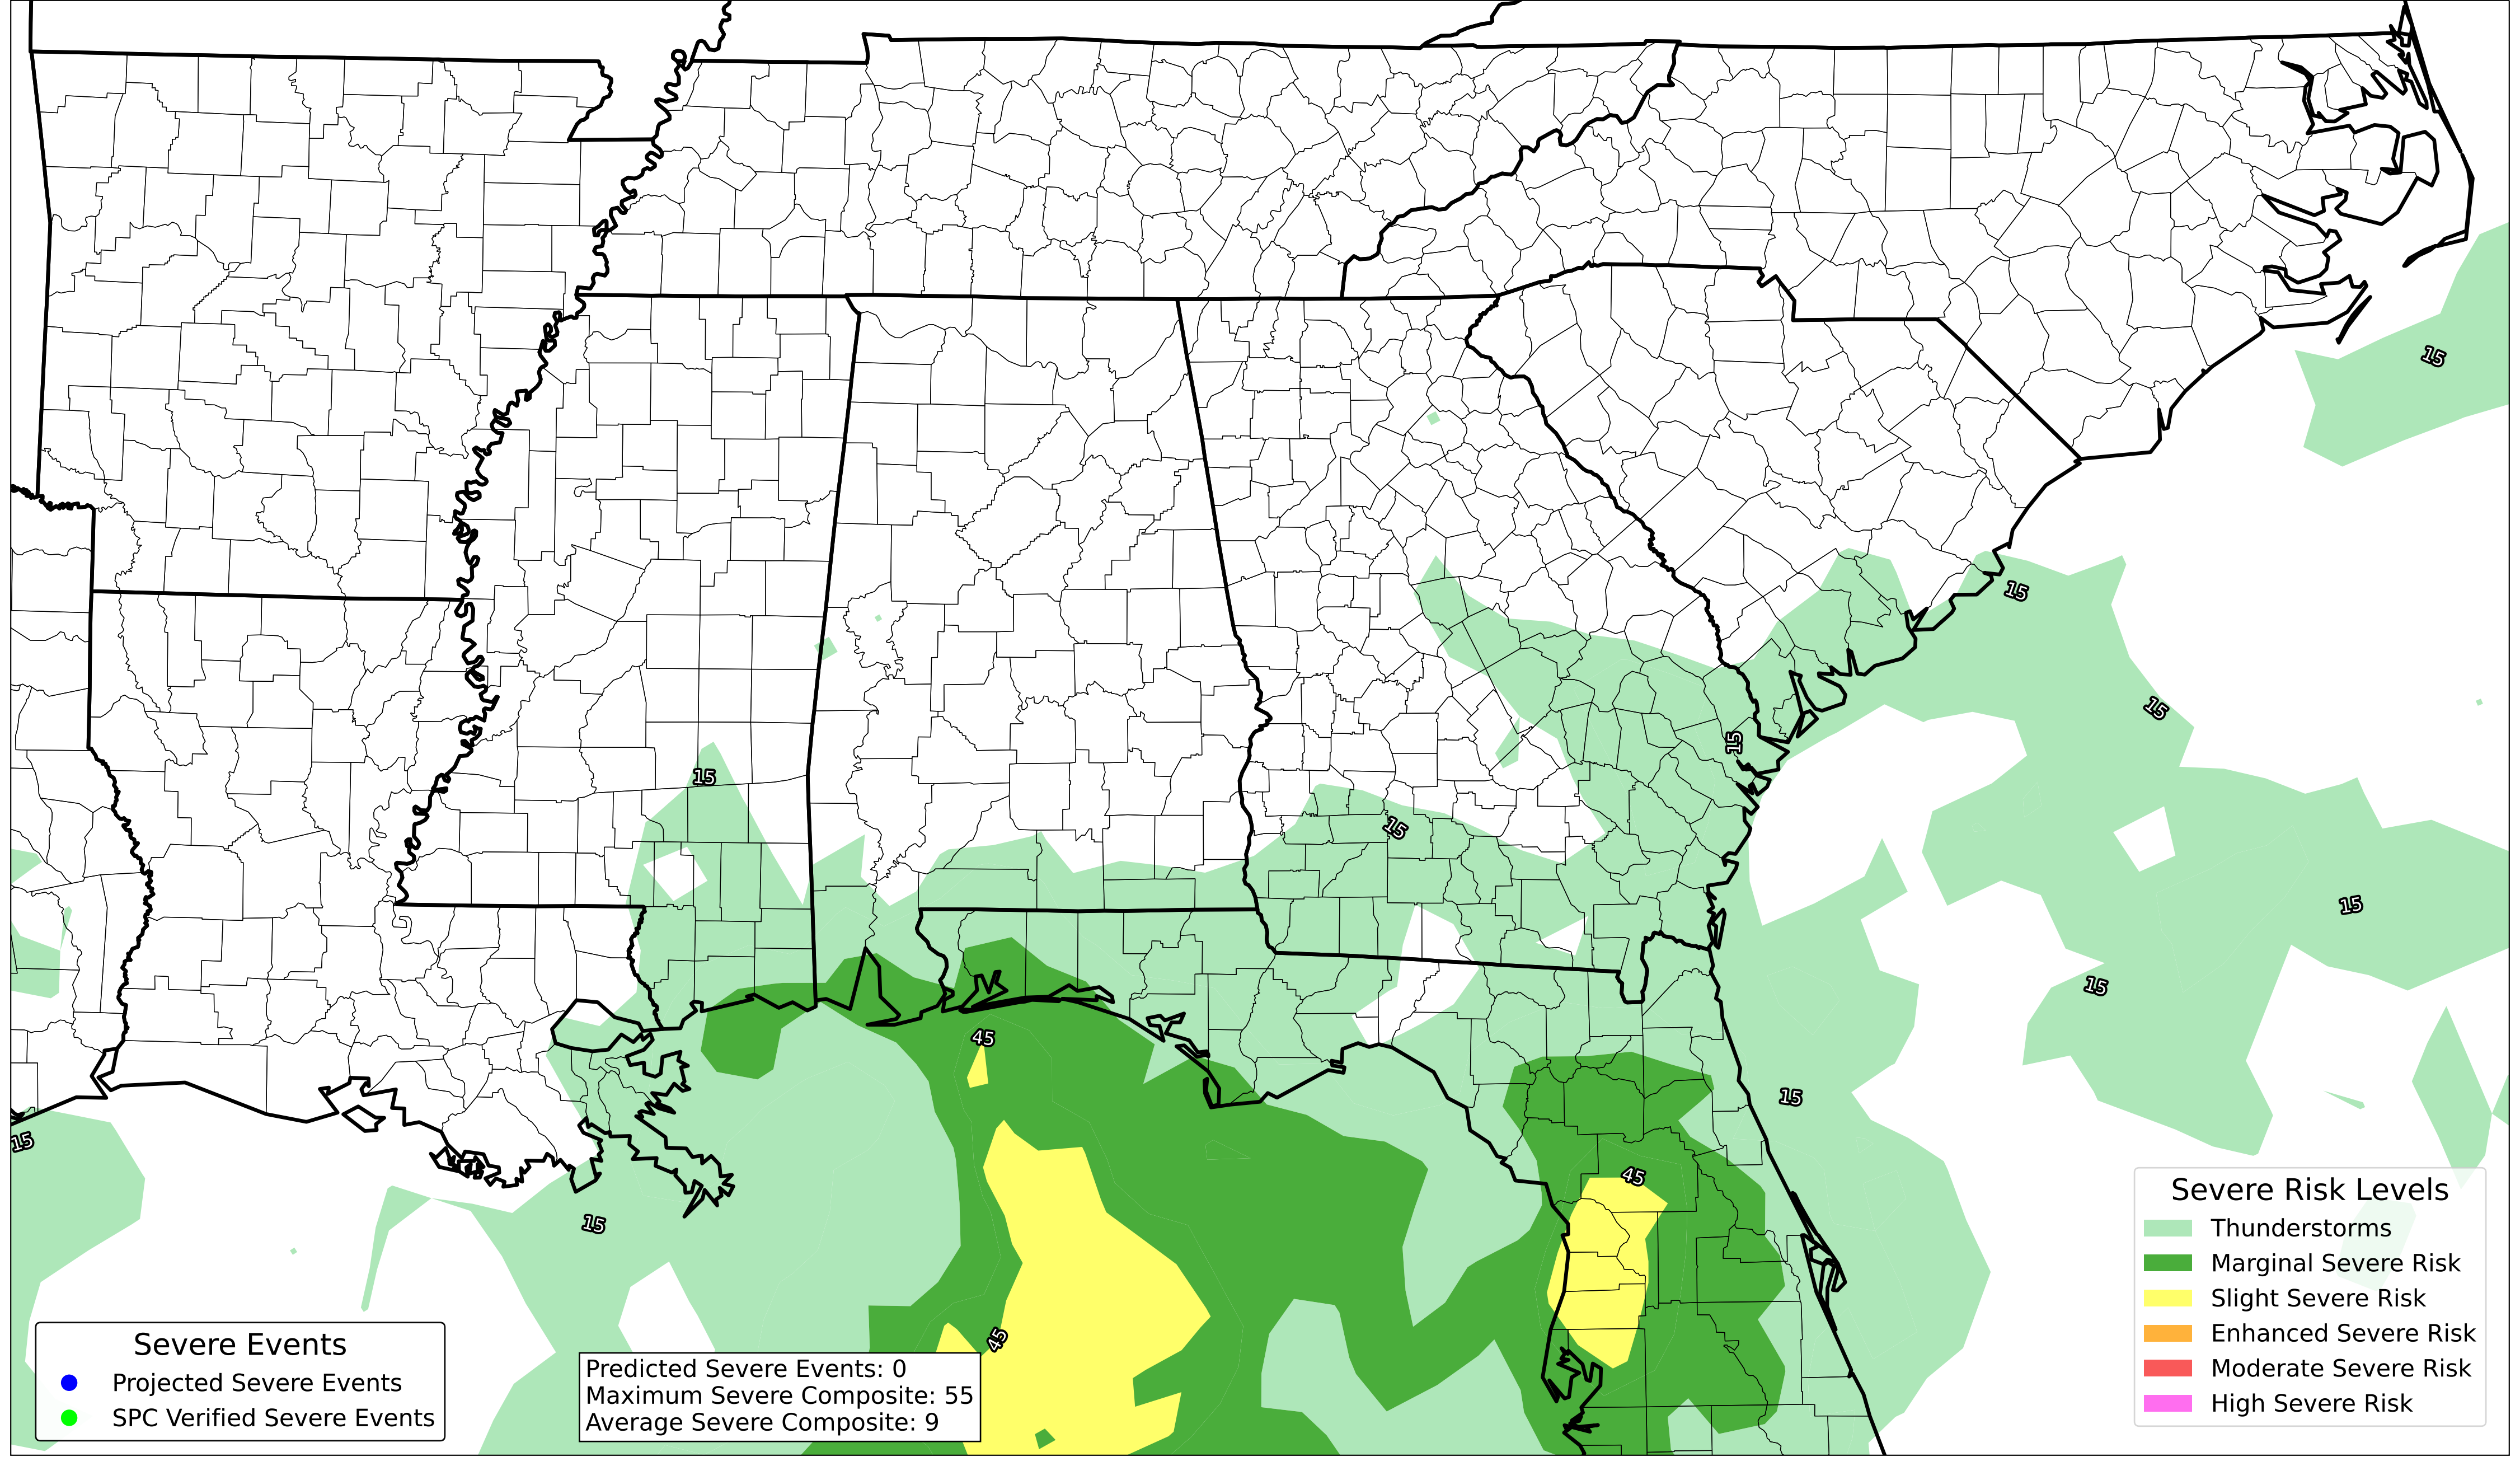 15
15
15
15
15
15
15
15
45
15
15
45
15
45
Severe Risk Levels
Thunderstorms
Marginal Severe Risk
Slight Severe Risk
Enhanced Severe Risk
Moderate Severe Risk
High Severe Risk
Severe Events
Projected Severe Events
SPC Verified Severe Events
Predicted Severe Events: 0
Maximum Severe Composite: 55
Average Severe Composite: 9